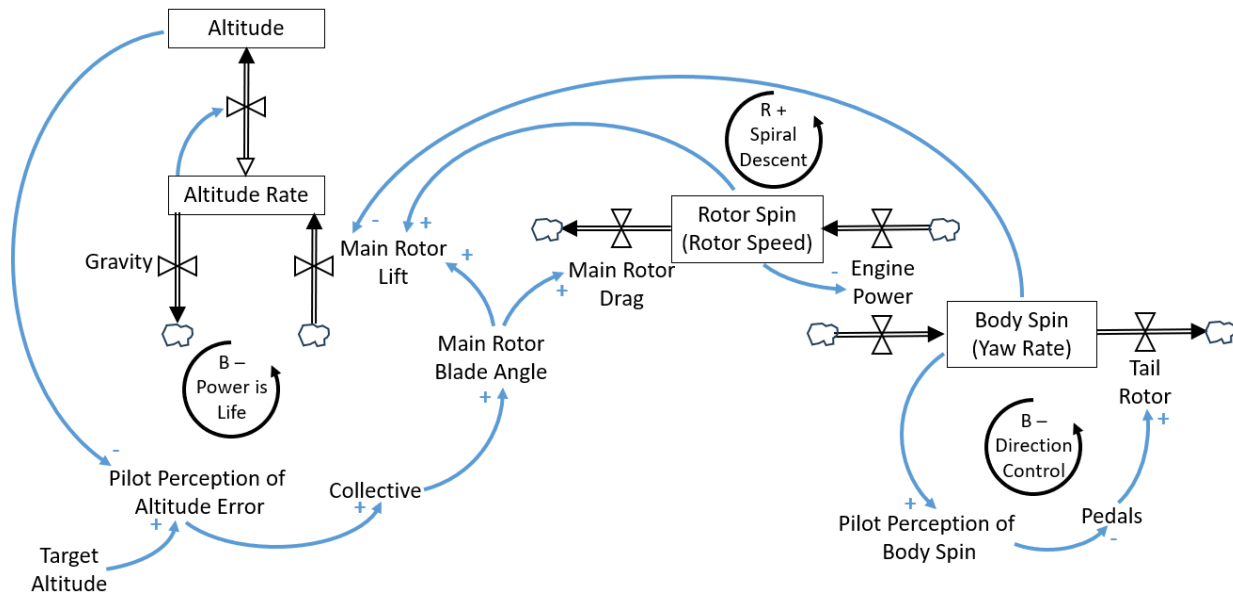 Altitude
R +
Spiral
Descent
Altitude Rate
Rotor Spin
(Rotor Speed)
-
+
Gravity
Main Rotor
Lift
+
+
Main Rotor
Drag
-
Engine
Power
Body Spin
(Yaw Rate)
Main Rotor
Blade Angle
B –
Power is
Life
+
Tail
Rotor
+
B –
Direction
Control
-
Pilot Perception of
Altitude Error
+
Collective
+
+
Pilot Perception of
Body Spin
Pedals
-
Target
Altitude